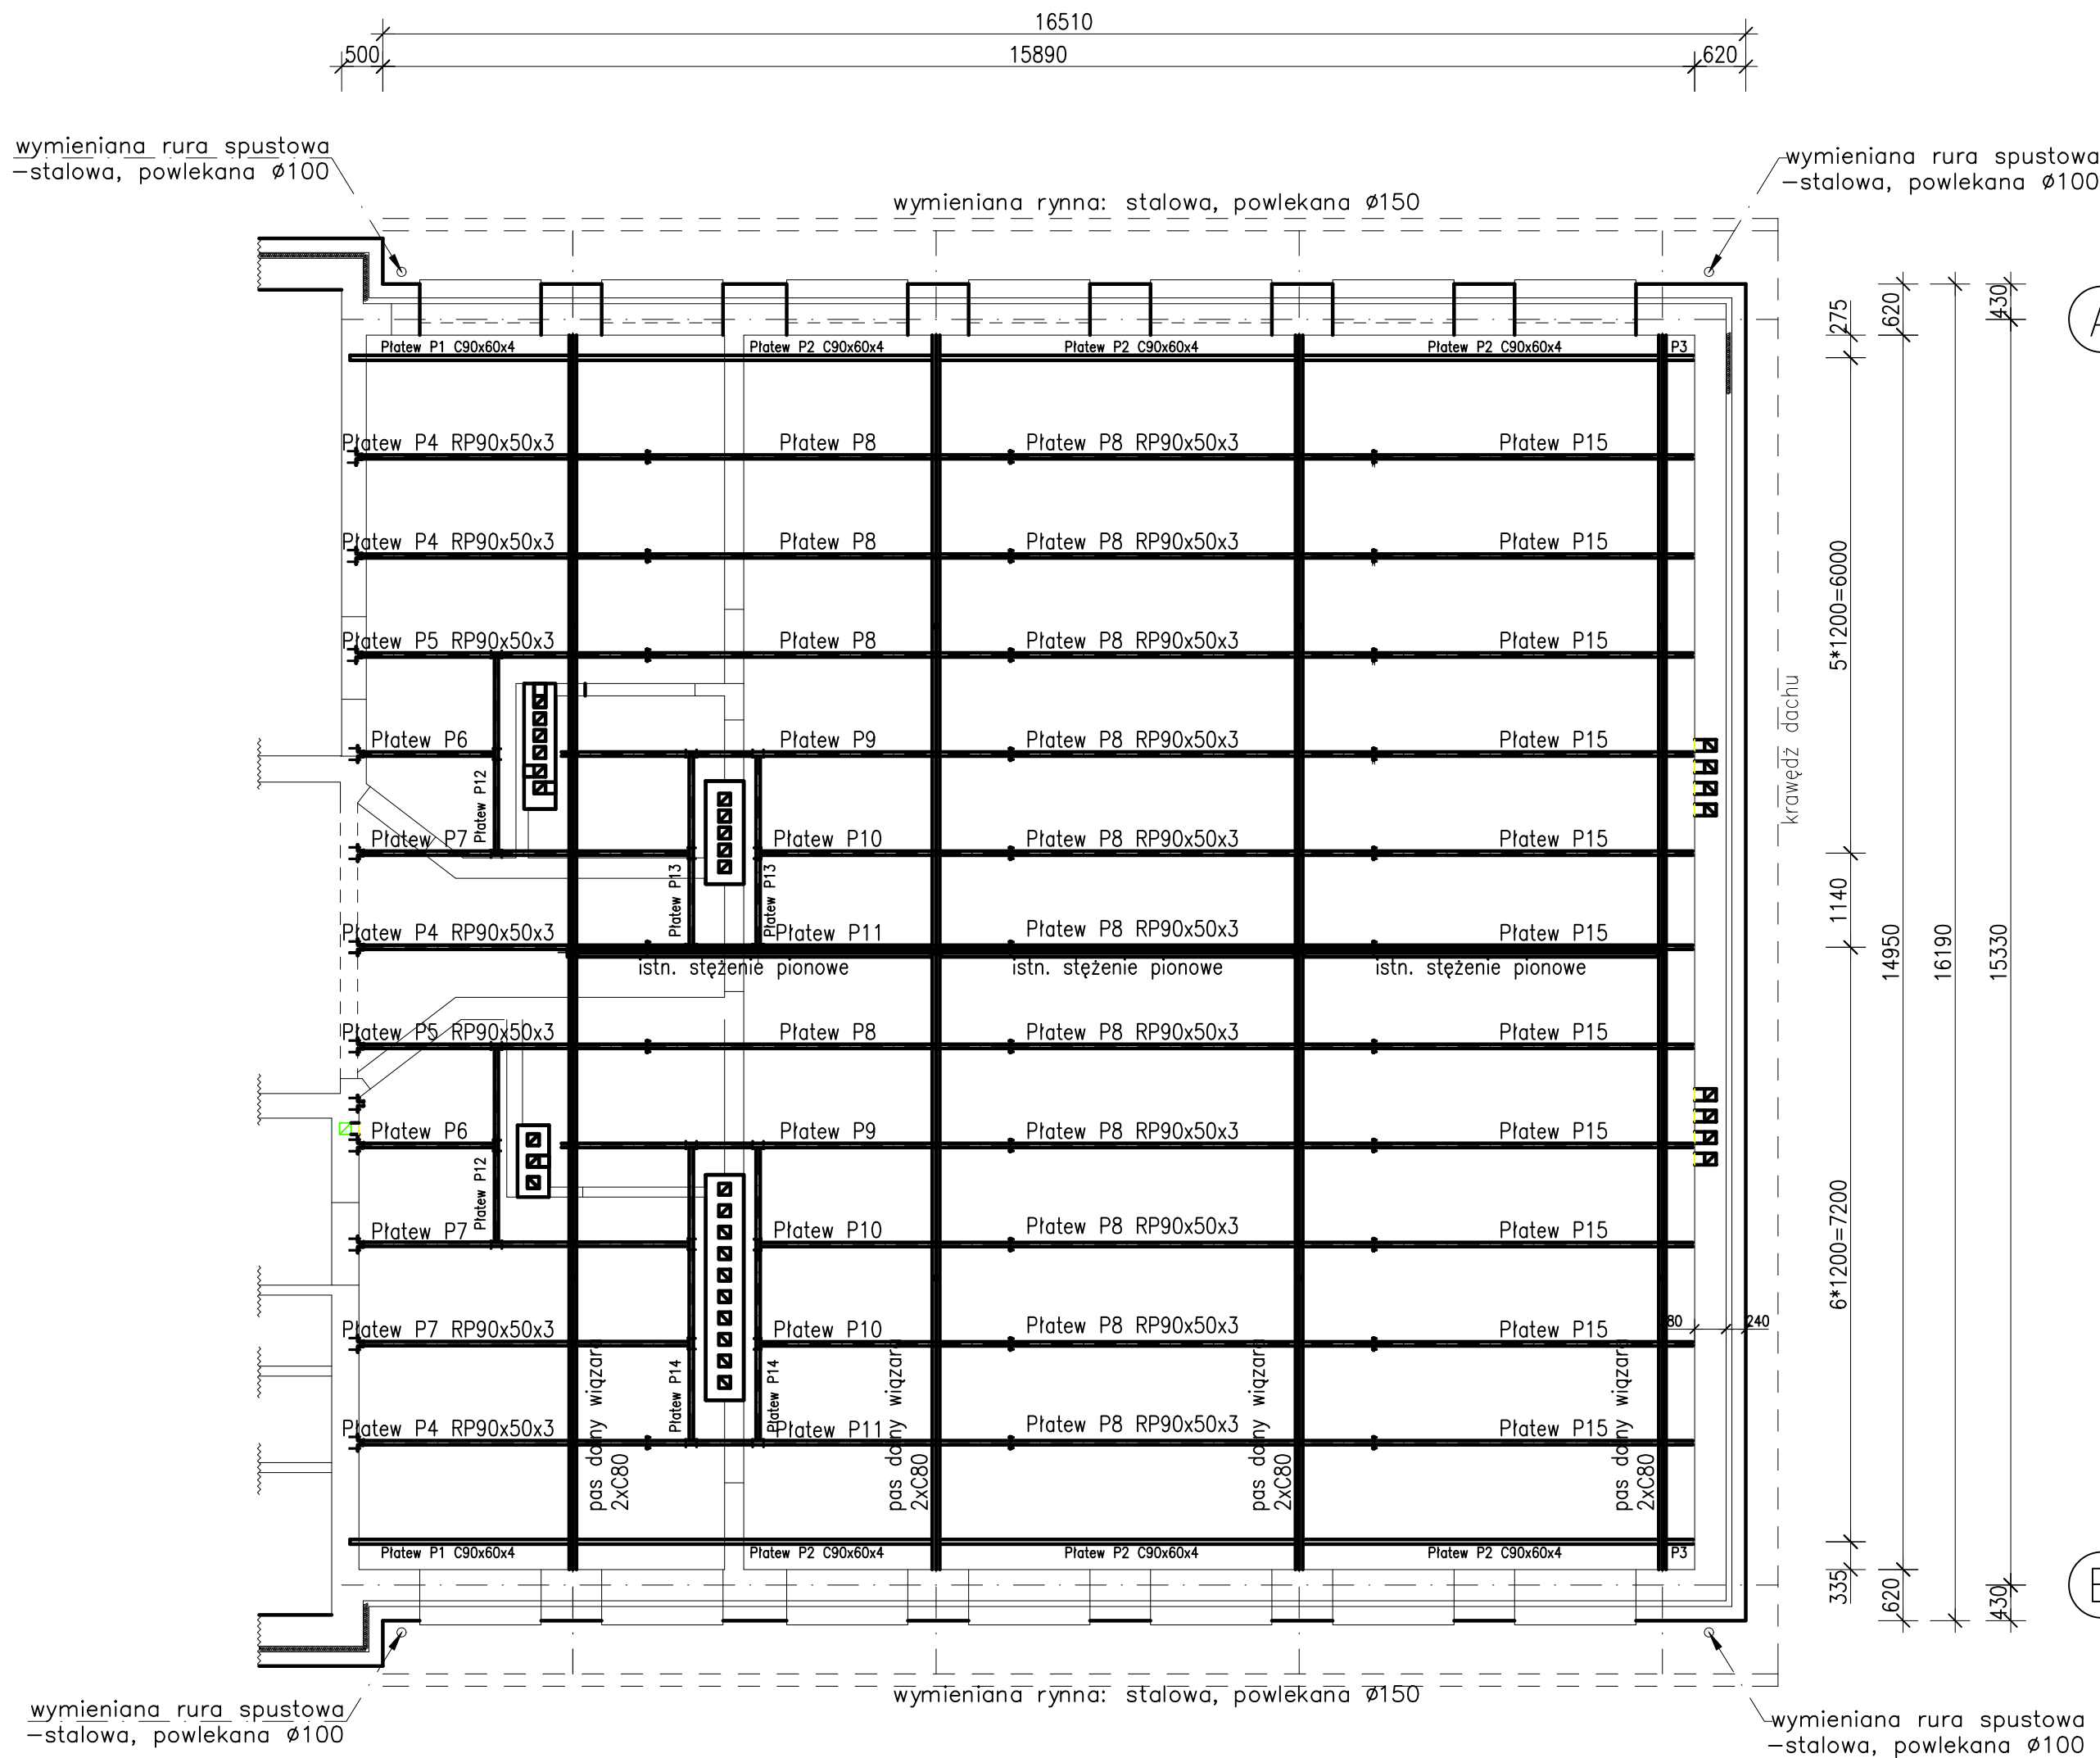 16510
500
15890
620
wymieniana rura spustowa
-stalowa, powlekana ø100
wymieniana rura spustowa
-stalowa, powlekana ø100
wymieniana rynna: stalowa, powlekana ø150
Płatew P1 C90x60x4
Płatew P2 C90x60x4
Płatew P2 C90x60x4
Płatew P2 C90x60x4
P3
275
620
430
Płatew P4 RP90x50x3
Płatew P8
Płatew P8 RP90x50x3
Płatew P15
Płatew P4 RP90x50x3
Płatew P8
Płatew P8 RP90x50x3
Płatew P15
5*1200=6000
Płatew P5 RP90x50x3
Płatew P8
Płatew P8 RP90x50x3
Płatew P15
krawędź dachu
Płatew P6
Płatew P9
Płatew P8 RP90x50x3
Płatew P15
Płatew P12
Płatew P7
Płatew P10
Płatew P8 RP90x50x3
Płatew P15
Płatew P13
Płatew P13
1140
Płatew P4 RP90x50x3
Płatew P11
Płatew P8 RP90x50x3
Płatew P15
14950
16190
15330
istn. stężenie pionowe
istn. stężenie pionowe
istn. stężenie pionowe
Płatew P5 RP90x50x3
Płatew P8
Płatew P8 RP90x50x3
Płatew P15
Płatew P6
Płatew P9
Płatew P8 RP90x50x3
Płatew P15
Płatew P12
Płatew P7
Płatew P10
Płatew P8 RP90x50x3
Płatew P15
6*1200=7200
Płatew P7 RP90x50x3
Płatew P10
Płatew P8 RP90x50x3
Płatew P15
80
240
Płatew P14
Płatew P14
Płatew P4 RP90x50x3
Płatew P11
Płatew P8 RP90x50x3
Płatew P15
pas dolny wiązara
2xC80
pas dolny wiązara
2xC80
pas dolny wiązara
2xC80
pas dolny wiązara
2xC80
Płatew P1 C90x60x4
Płatew P2 C90x60x4
Płatew P2 C90x60x4
Płatew P2 C90x60x4
P3
335
620
430
wymieniana rynna: stalowa, powlekana ø150
wymieniana rura spustowa
-stalowa, powlekana ø100
wymieniana rura spustowa
-stalowa, powlekana ø100